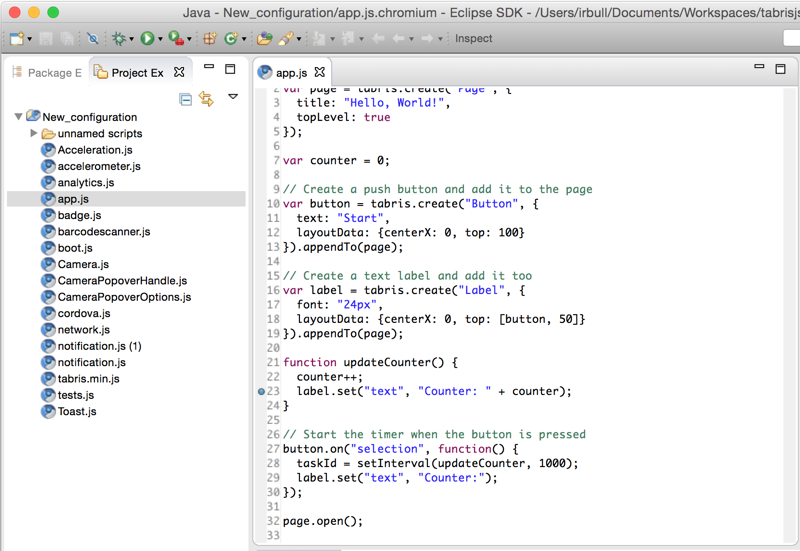 Java - New_configuration/app.js.chromium - Eclipse SDK - /Users/irbull/Documents/Workspaces/tabrisjs
Inspect
Package E
Project Ex
New_configuration
unnamed scripts
Acceleration.js
accelerometer.js
analytics.js
app.js
badge.js
barcodescanner.js
boot.js
Camera.js
CameraPopoverHandle.js
CameraPopoverOptions.js
cordova.js
network.js
notification.js (1)
notification.js
tabris.min.js
tests.js
Toast.js
app.js
2 var page = tabris.create("Page", {
3   title: "Hello, World!",
4   topLevel: true
5 });
6
7 var counter = 0;
8
9 // Create a push button and add it to the page
10 var button = tabris.create("Button", {
11   text: "Start",
12   layoutData: {centerX: 0, top: 100}
13 }).appendTo(page);
14
15 // Create a text label and add it too
16 var label = tabris.create("Label", {
17   font: "24px",
18   layoutData: {centerX: 0, top: [button, 50]}
19 }).appendTo(page);
20
21 function updateCounter() {
22   counter++;
23   label.set("text", "Counter: " + counter);
24 }
25
26 // Start the timer when the button is pressed
27 button.on("selection", function() {
28   taskId = setInterval(updateCounter, 1000);
29   label.set("text", "Counter:");
30 });
31
32 page.open();
33